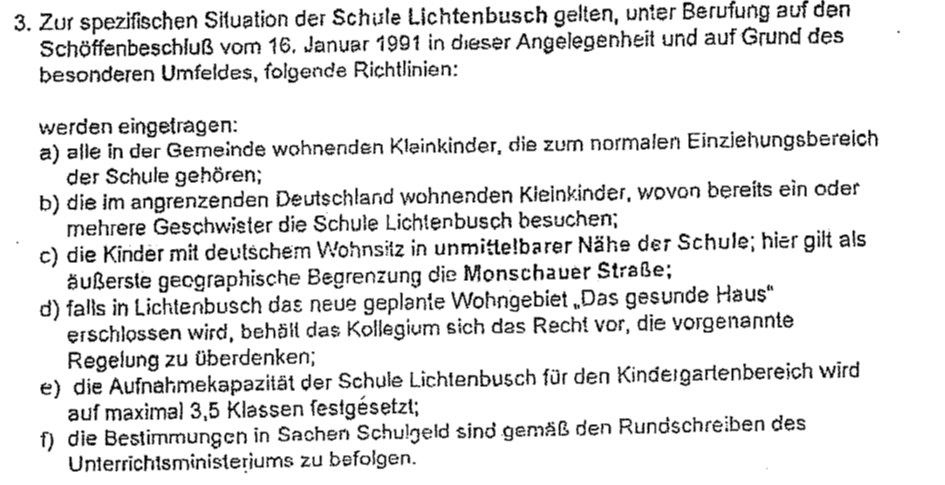 3. Zur spezifischen Situation der Schule Lichtenbusch gelten, unter Berufung auf den
Schöffenbeschluß vom 16. Januar 1991 in dieser Angelegenheit und auf Grund des
besonderen Umfeldes, folgende Richtlinien:
werden eingetragen:
a) alle in der Gemeinde wohnenden Kleinkinder, die zum normalen Einziehungsbereich
der Schule gehören;
b) die im angrenzenden Deutschland wohnenden Kleinkinder, wovon bereits ein oder
mehrere Geschwister die Schule Lichtenbusch besuchen;
c) die Kinder mit deutschem Wohnsitz in unmittelbarer Nähe der Schule; hier gilt als
äußerste geographische Begrenzung die Monschauer Straße;
d) falls in Lichtenbusch das neue geplante Wohngebiet „Das gesunde Haus"
erschlossen wird, behält das Kollegium sich das Recht vor, die vorgenannte
Regelung zu überdenken;
e) die Aufnahmekapazität der Schule Lichtenbusch für den Kindergartenbereich wird
auf maximal 3,5 Klassen festgesetzt;
f) die Bestimmungen in Sachen Schulgeld sind gemäß den Rundschreiben des
Unterrichtsministeriums zu befolgen.